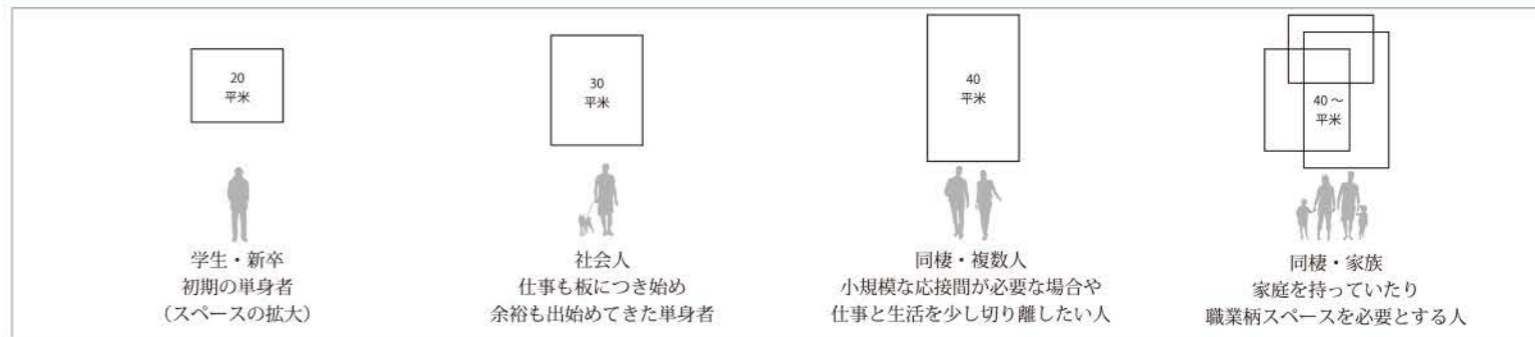 20
平米
学生・新卒
初期の単身者
（スペースの拡大）
30
平米
社会人
仕事も板につき始め
余裕も出始めてきた単身者
40
平米
同棲・複数人
小規模な応接間が必要な場合や
仕事と生活を少し切り離したい人
40～
平米
同棲・家族
家庭を持っていたり
職業柄スペースを必要とする人